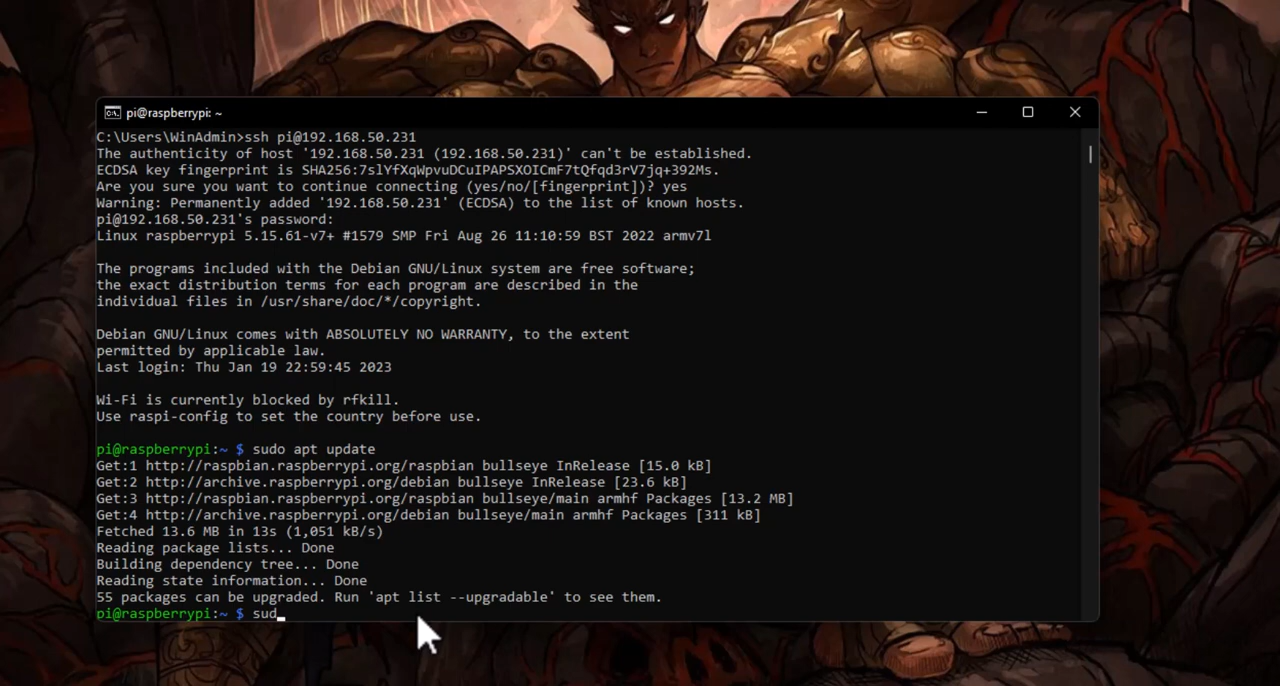 pi@raspberrypi: ~
C:\Users\WinAdmin>ssh pi@192.168.50.231
The authenticity of host '192.168.50.231 (192.168.50.231)' can't be established.
ECDSA key fingerprint is SHA256:7slYfXqWpvuDCuIPAPSXOICmF7tQfqd3rV7jq+392Ms.
Are you sure you want to continue connecting (yes/no/[fingerprint])? yes
Warning: Permanently added '192.168.50.231' (ECDSA) to the list of known hosts.
pi@192.168.50.231's password:
Linux raspberrypi 5.15.61-v7+ #1579 SMP Fri Aug 26 11:10:59 BST 2022 armv7l
The programs included with the Debian GNU/Linux system are free software;
the exact distribution terms for each program are described in the
individual files in /usr/share/doc/*/copyright.
Debian GNU/Linux comes with ABSOLUTELY NO WARRANTY, to the extent
permitted by applicable law.
Last login: Thu Jan 19 22:59:45 2023
Wi-Fi is currently blocked by rfkill.
Use raspi-config to set the country before use.
pi@raspberrypi:~ $ sudo apt update
Get:1 http://raspbian.raspberrypi.org/raspbian bullseye InRelease [15.0 kB]
Get:2 http://archive.raspberrypi.org/debian bullseye InRelease [23.6 kB]
Get:3 http://raspbian.raspberrypi.org/raspbian bullseye/main armhf Packages [13.2 MB]
Get:4 http://archive.raspberrypi.org/debian bullseye/main armhf Packages [311 kB]
Fetched 13.6 MB in 13s (1,051 kB/s)
Reading package lists... Done
Building dependency tree... Done
Reading state information... Done
55 packages can be upgraded. Run 'apt list --upgradable' to see them.
pi@raspberrypi:~ $ sud